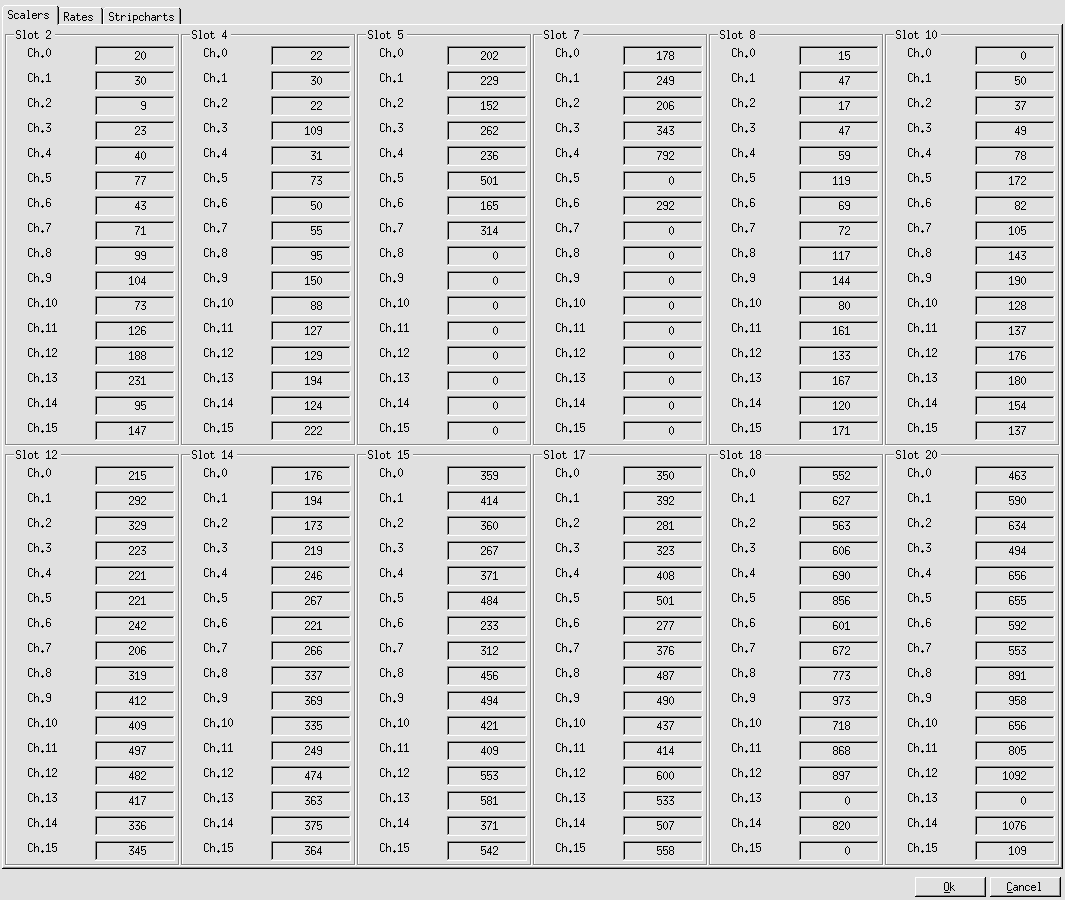 Scalers Rates Stripcharts
Slot 2 Slot 4 Slot 5 Slot 7 Slot 8 Slot 10
Ch.0 20 Ch.0 22 Ch.0 202 Ch.0 178 Ch.0 15 Ch.0 0
Ch.1 30 Ch.1 30 Ch.1 229 Ch.1 249 Ch.1 47 Ch.1 50
Ch.2 9 Ch.2 22 Ch.2 152 Ch.2 206 Ch.2 17 Ch.2 37
Ch.3 23 Ch.3 109 Ch.3 262 Ch.3 343 Ch.3 47 Ch.3 49
Ch.4 40 Ch.4 31 Ch.4 236 Ch.4 792 Ch.4 59 Ch.4 78
Ch.5 77 Ch.5 73 Ch.5 501 Ch.5 0 Ch.5 119 Ch.5 172
Ch.6 43 Ch.6 50 Ch.6 165 Ch.6 292 Ch.6 69 Ch.6 82
Ch.7 71 Ch.7 55 Ch.7 314 Ch.7 0 Ch.7 72 Ch.7 105
Ch.8 99 Ch.8 95 Ch.8 0 Ch.8 0 Ch.8 117 Ch.8 143
Ch.9 104 Ch.9 150 Ch.9 0 Ch.9 0 Ch.9 144 Ch.9 190
Ch.10 73 Ch.10 88 Ch.10 0 Ch.10 0 Ch.10 80 Ch.10 128
Ch.11 126 Ch.11 127 Ch.11 0 Ch.11 0 Ch.11 161 Ch.11 137
Ch.12 188 Ch.12 129 Ch.12 0 Ch.12 0 Ch.12 133 Ch.12 176
Ch.13 231 Ch.13 194 Ch.13 0 Ch.13 0 Ch.13 167 Ch.13 180
Ch.14 95 Ch.14 124 Ch.14 0 Ch.14 0 Ch.14 120 Ch.14 154
Ch.15 147 Ch.15 222 Ch.15 0 Ch.15 0 Ch.15 171 Ch.15 137
Slot 12 Slot 14 Slot 15 Slot 17 Slot 18 Slot 20
Ch.0 215 Ch.0 176 Ch.0 359 Ch.0 350 Ch.0 552 Ch.0 463
Ch.1 292 Ch.1 194 Ch.1 414 Ch.1 392 Ch.1 627 Ch.1 590
Ch.2 329 Ch.2 173 Ch.2 360 Ch.2 281 Ch.2 563 Ch.2 634
Ch.3 223 Ch.3 219 Ch.3 267 Ch.3 323 Ch.3 606 Ch.3 494
Ch.4 221 Ch.4 246 Ch.4 371 Ch.4 408 Ch.4 690 Ch.4 656
Ch.5 221 Ch.5 267 Ch.5 484 Ch.5 501 Ch.5 856 Ch.5 655
Ch.6 242 Ch.6 221 Ch.6 233 Ch.6 277 Ch.6 601 Ch.6 592
Ch.7 206 Ch.7 266 Ch.7 312 Ch.7 376 Ch.7 672 Ch.7 553
Ch.8 319 Ch.8 337 Ch.8 456 Ch.8 487 Ch.8 773 Ch.8 891
Ch.9 412 Ch.9 369 Ch.9 494 Ch.9 490 Ch.9 973 Ch.9 958
Ch.10 409 Ch.10 335 Ch.10 421 Ch.10 437 Ch.10 718 Ch.10 656
Ch.11 497 Ch.11 249 Ch.11 409 Ch.11 414 Ch.11 868 Ch.11 805
Ch.12 482 Ch.12 474 Ch.12 553 Ch.12 600 Ch.12 897 Ch.12 1092
Ch.13 417 Ch.13 363 Ch.13 581 Ch.13 533 Ch.13 0 Ch.13 0
Ch.14 336 Ch.14 375 Ch.14 371 Ch.14 507 Ch.14 820 Ch.14 1076
Ch.15 345 Ch.15 364 Ch.15 542 Ch.15 558 Ch.15 0 Ch.15 109
Ok Cancel